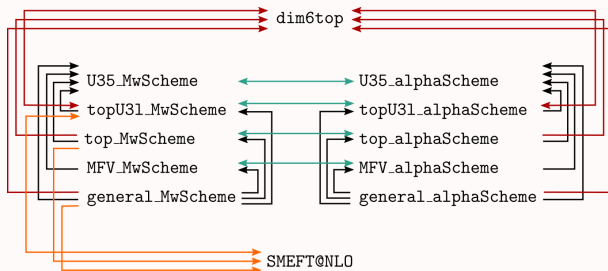 dim6top
U35_MwScheme U35_alphaScheme
topU3l_MwScheme topU3l_alphaScheme
top_MwScheme top_alphaScheme
MFV_MwScheme MFV_alphaScheme
general_MwScheme general_alphaScheme
SMEFT@NLO